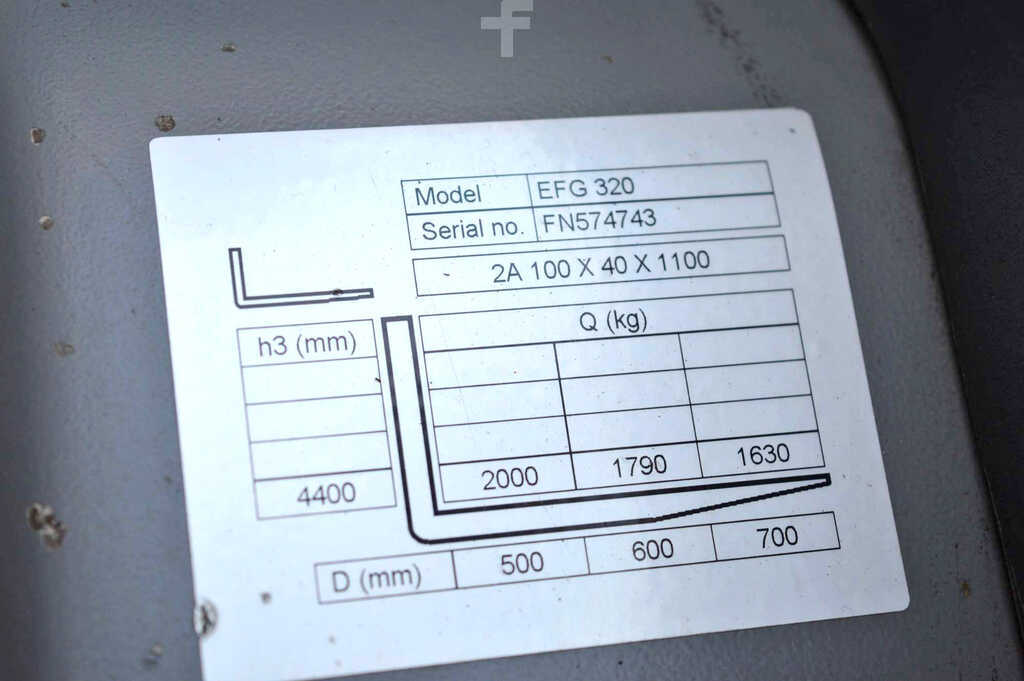 f
Model EFG 320
Serial no. FN574743
2A 100 X 40 X 1100
h3 (mm) Q (kg)
4400 2000 1790 1630
D (mm) 500 600 700